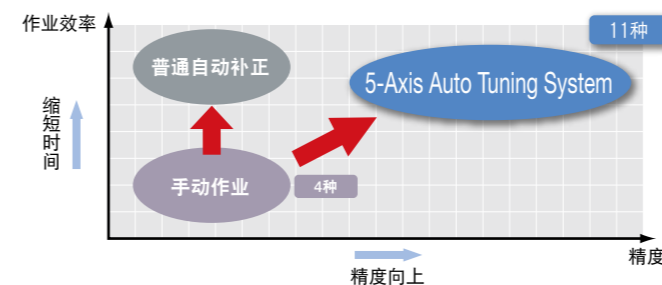 作业效率
11种
普通自动补正
5-Axis Auto Tuning System
缩短时间
手动作业
4种
精度
精度向上